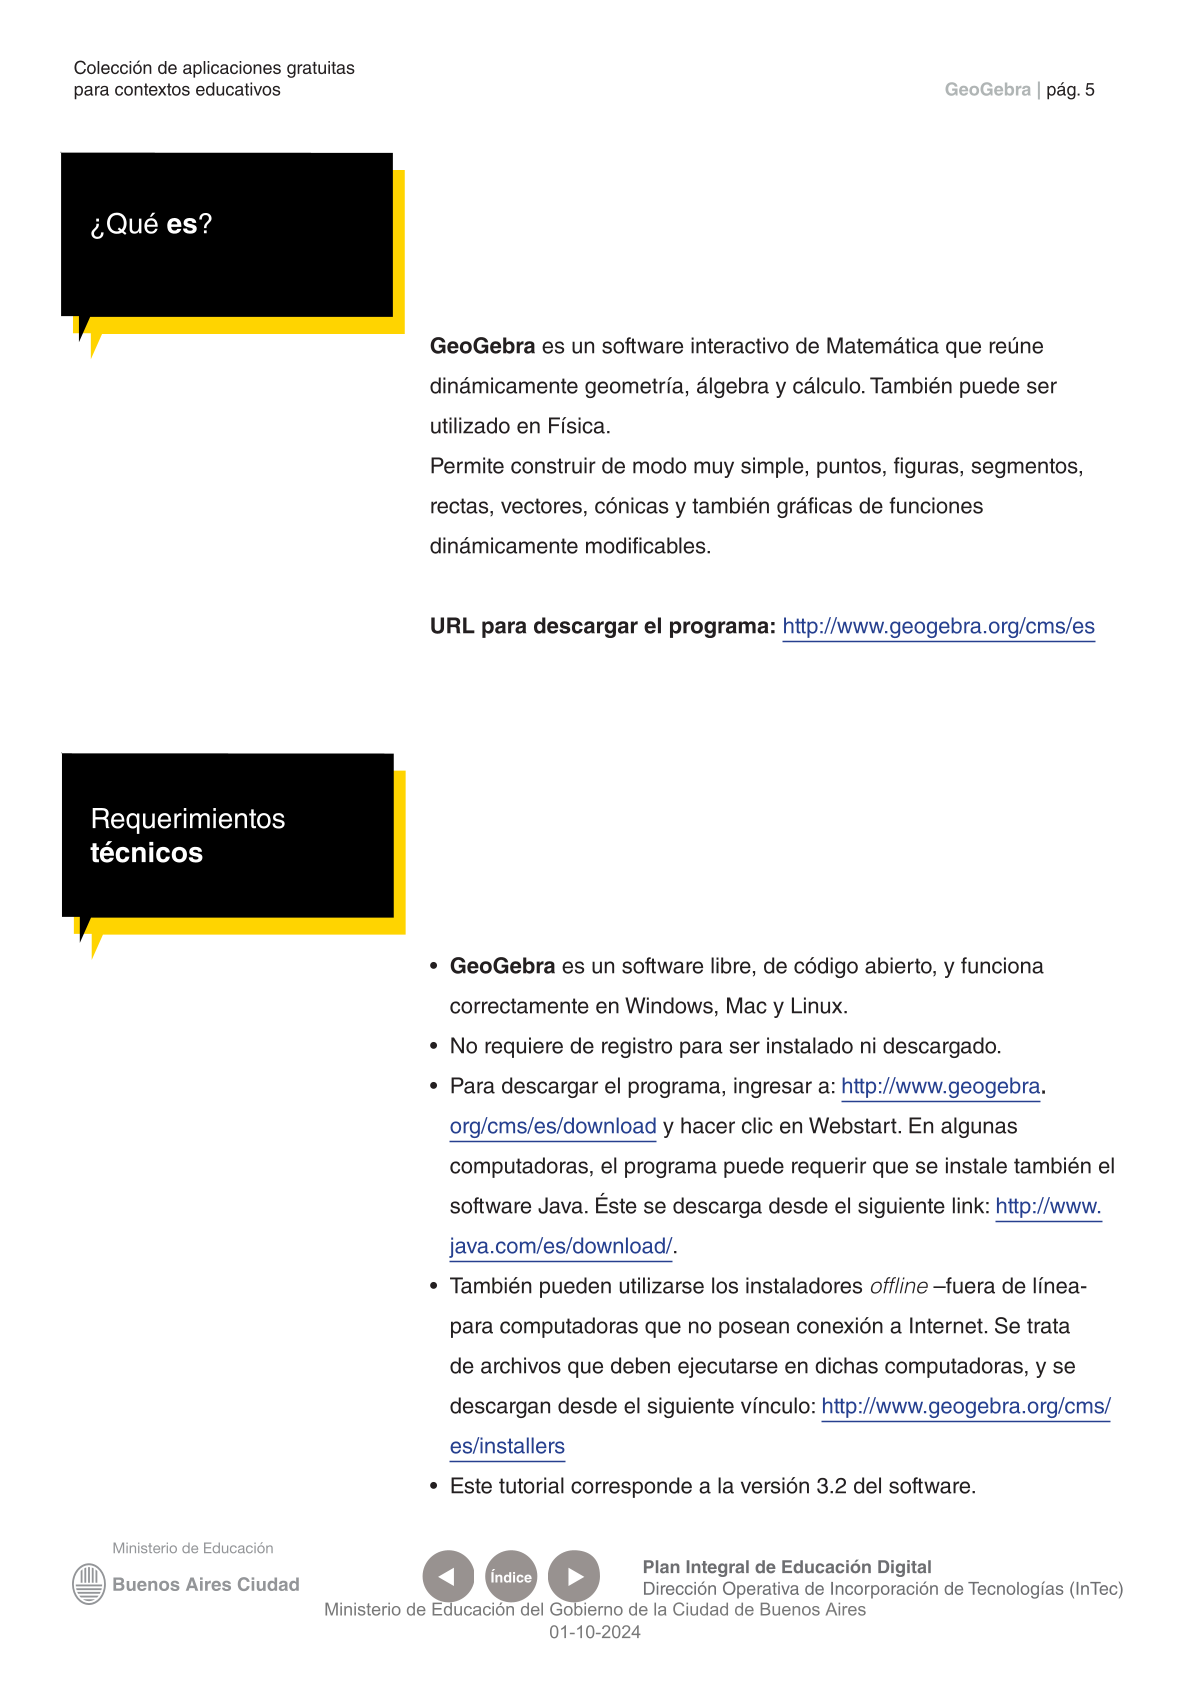 Colección de aplicaciones gratuitas
para contextos educativos
GeoGebra | pág. 5
¿Qué es?
GeoGebra es un software interactivo de Matemática que reúne
dinámicamente geometría, álgebra y cálculo. También puede ser
utilizado en Física.
Permite construir de modo muy simple, puntos, figuras, segmentos,
rectas, vectores, cónicas y también gráficas de funciones
dinámicamente modificables.
URL para descargar el programa: http://www.geogebra.org/cms/es
Requerimientos
técnicos
• GeoGebra es un software libre, de código abierto, y funciona
correctamente en Windows, Mac y Linux.
• No requiere de registro para ser instalado ni descargado.
• Para descargar el programa, ingresar a: http://www.geogebra.
org/cms/es/download y hacer clic en Webstart. En algunas
computadoras, el programa puede requerir que se instale también el
software Java. Éste se descarga desde el siguiente link: http://www.
java.com/es/download/.
• También pueden utilizarse los instaladores offline –fuera de línea-
para computadoras que no posean conexión a Internet. Se trata
de archivos que deben ejecutarse en dichas computadoras, y se
descargan desde el siguiente vínculo: http://www.geogebra.org/cms/
es/installers
• Este tutorial corresponde a la versión 3.2 del software.
Ministerio de Educación
Buenos Aires Ciudad
Índice
Plan Integral de Educación Digital
Dirección Operativa de Incorporación de Tecnologías (InTec)
Ministerio de Educación del Gobierno de la Ciudad de Buenos Aires
01-10-2024